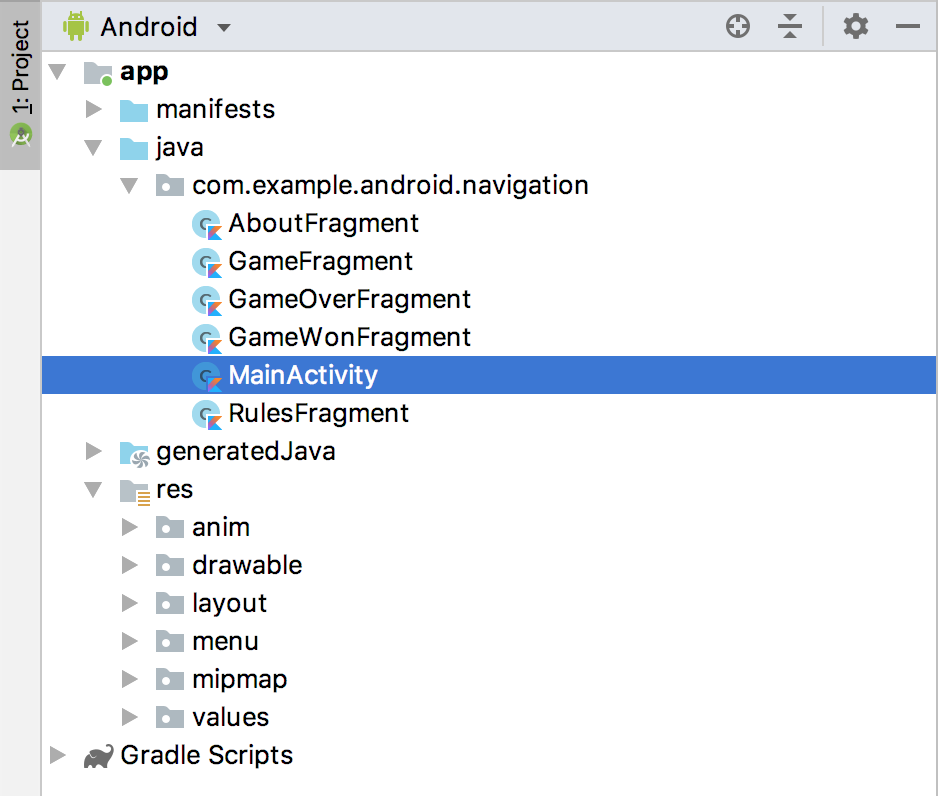 1: Project
Android
app
manifests
java
com.example.android.navigation
AboutFragment
GameFragment
GameOverFragment
GameWonFragment
MainActivity
RulesFragment
generatedJava
res
anim
drawable
layout
menu
mipmap
values
Gradle Scripts